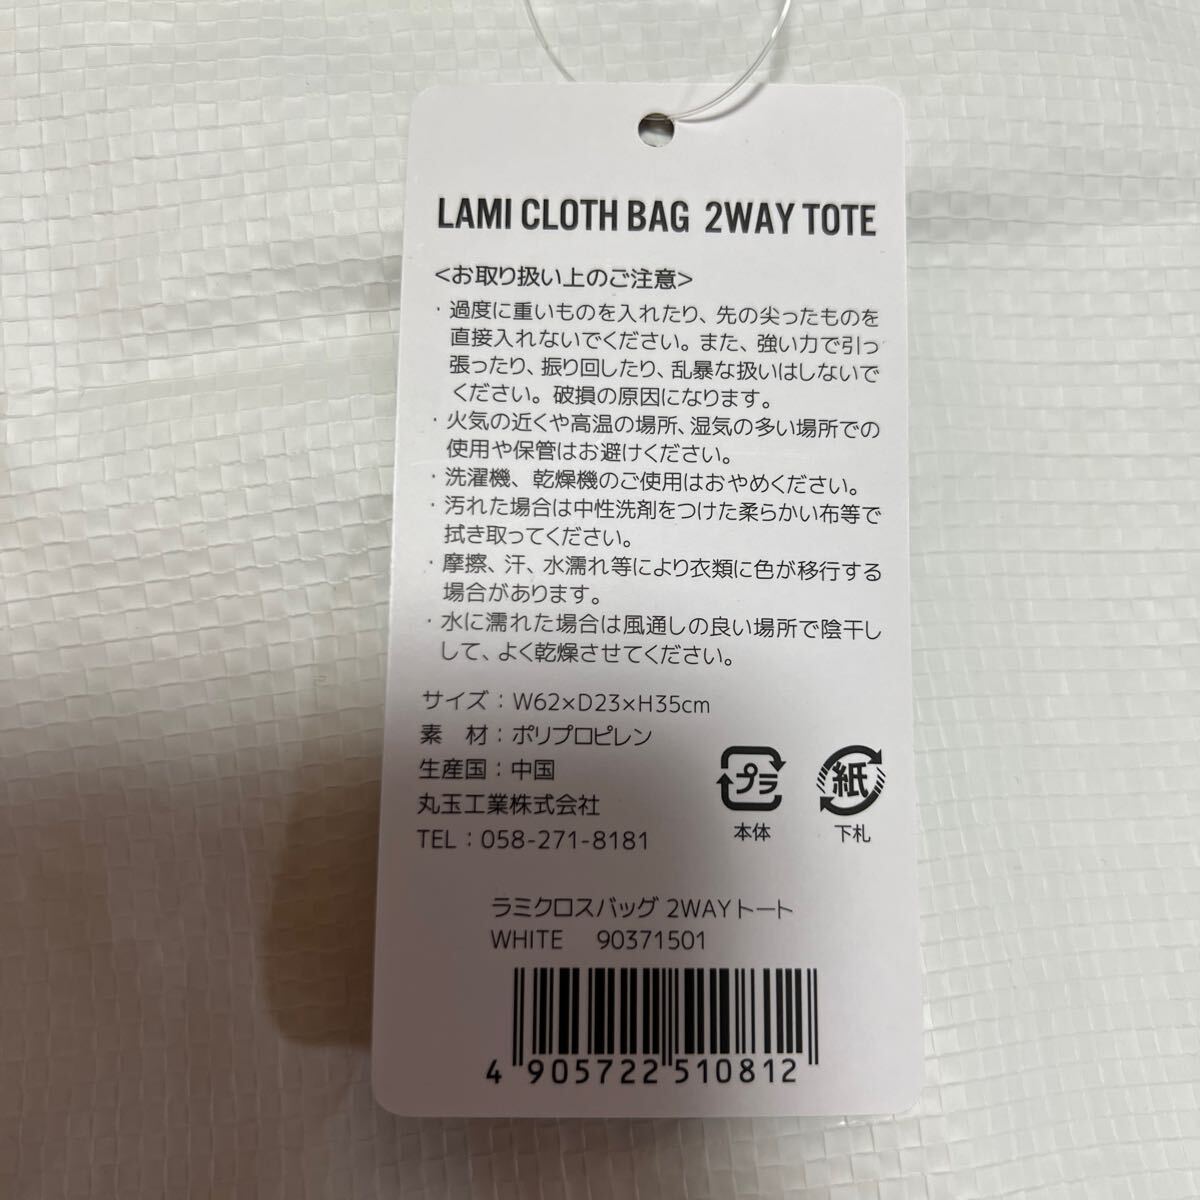 LAMI CLOTH BAG 2WAY TOTE
<お取り扱い上のご注意>
・過度に重いものを入れたり、先の尖ったものを
直接入れないでください。また、強い力で引っ
張ったり、振り回したり、乱暴な扱いはしないで
ください。破損の原因になります。
・火気の近くや高温の場所、湿気の多い場所での
使用や保管はお避けください。
・洗濯機、乾燥機のご使用はおやめください。
・汚れた場合は中性洗剤をつけた柔らかい布等で
拭き取ってください。
・摩擦、汗、水濡れ等により衣類に色が移行する
場合があります。
・水に濡れた場合は風通しの良い場所で陰干し
して、よく乾燥させてください。
サイズ：W62×D23×H35cm
素　材：ポリプロピレン
生産国：中国
丸玉工業株式会社
TEL：058-271-8181
プラ
本体
紙
下札
ラミクロスバッグ 2WAYトート
WHITE　90371501
4 905722 510812